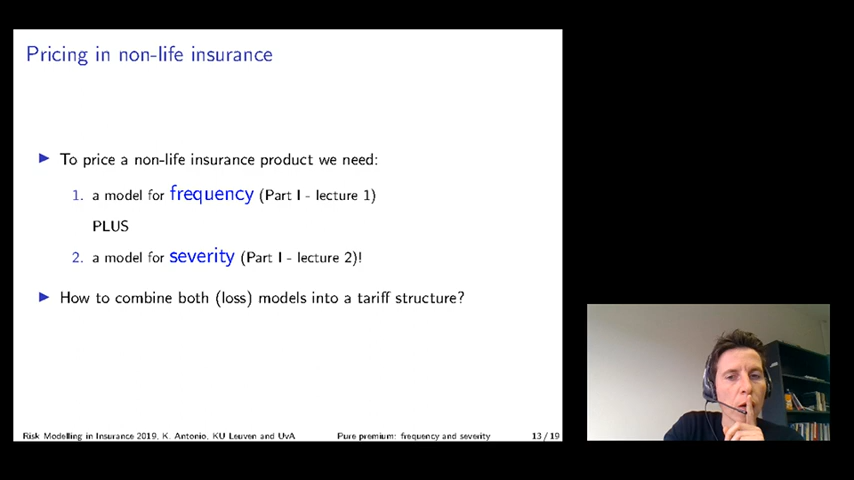 Pricing in non-life insurance
▶ To price a non-life insurance product we need:
1. a model for frequency (Part I - lecture 1)
PLUS
2. a model for severity (Part I - lecture 2)!
▶ How to combine both (loss) models into a tariff structure?
Risk Modelling in Insurance 2019, K. Antonio, KU Leuven and UvA Pure premium: frequency and severity 13 / 19